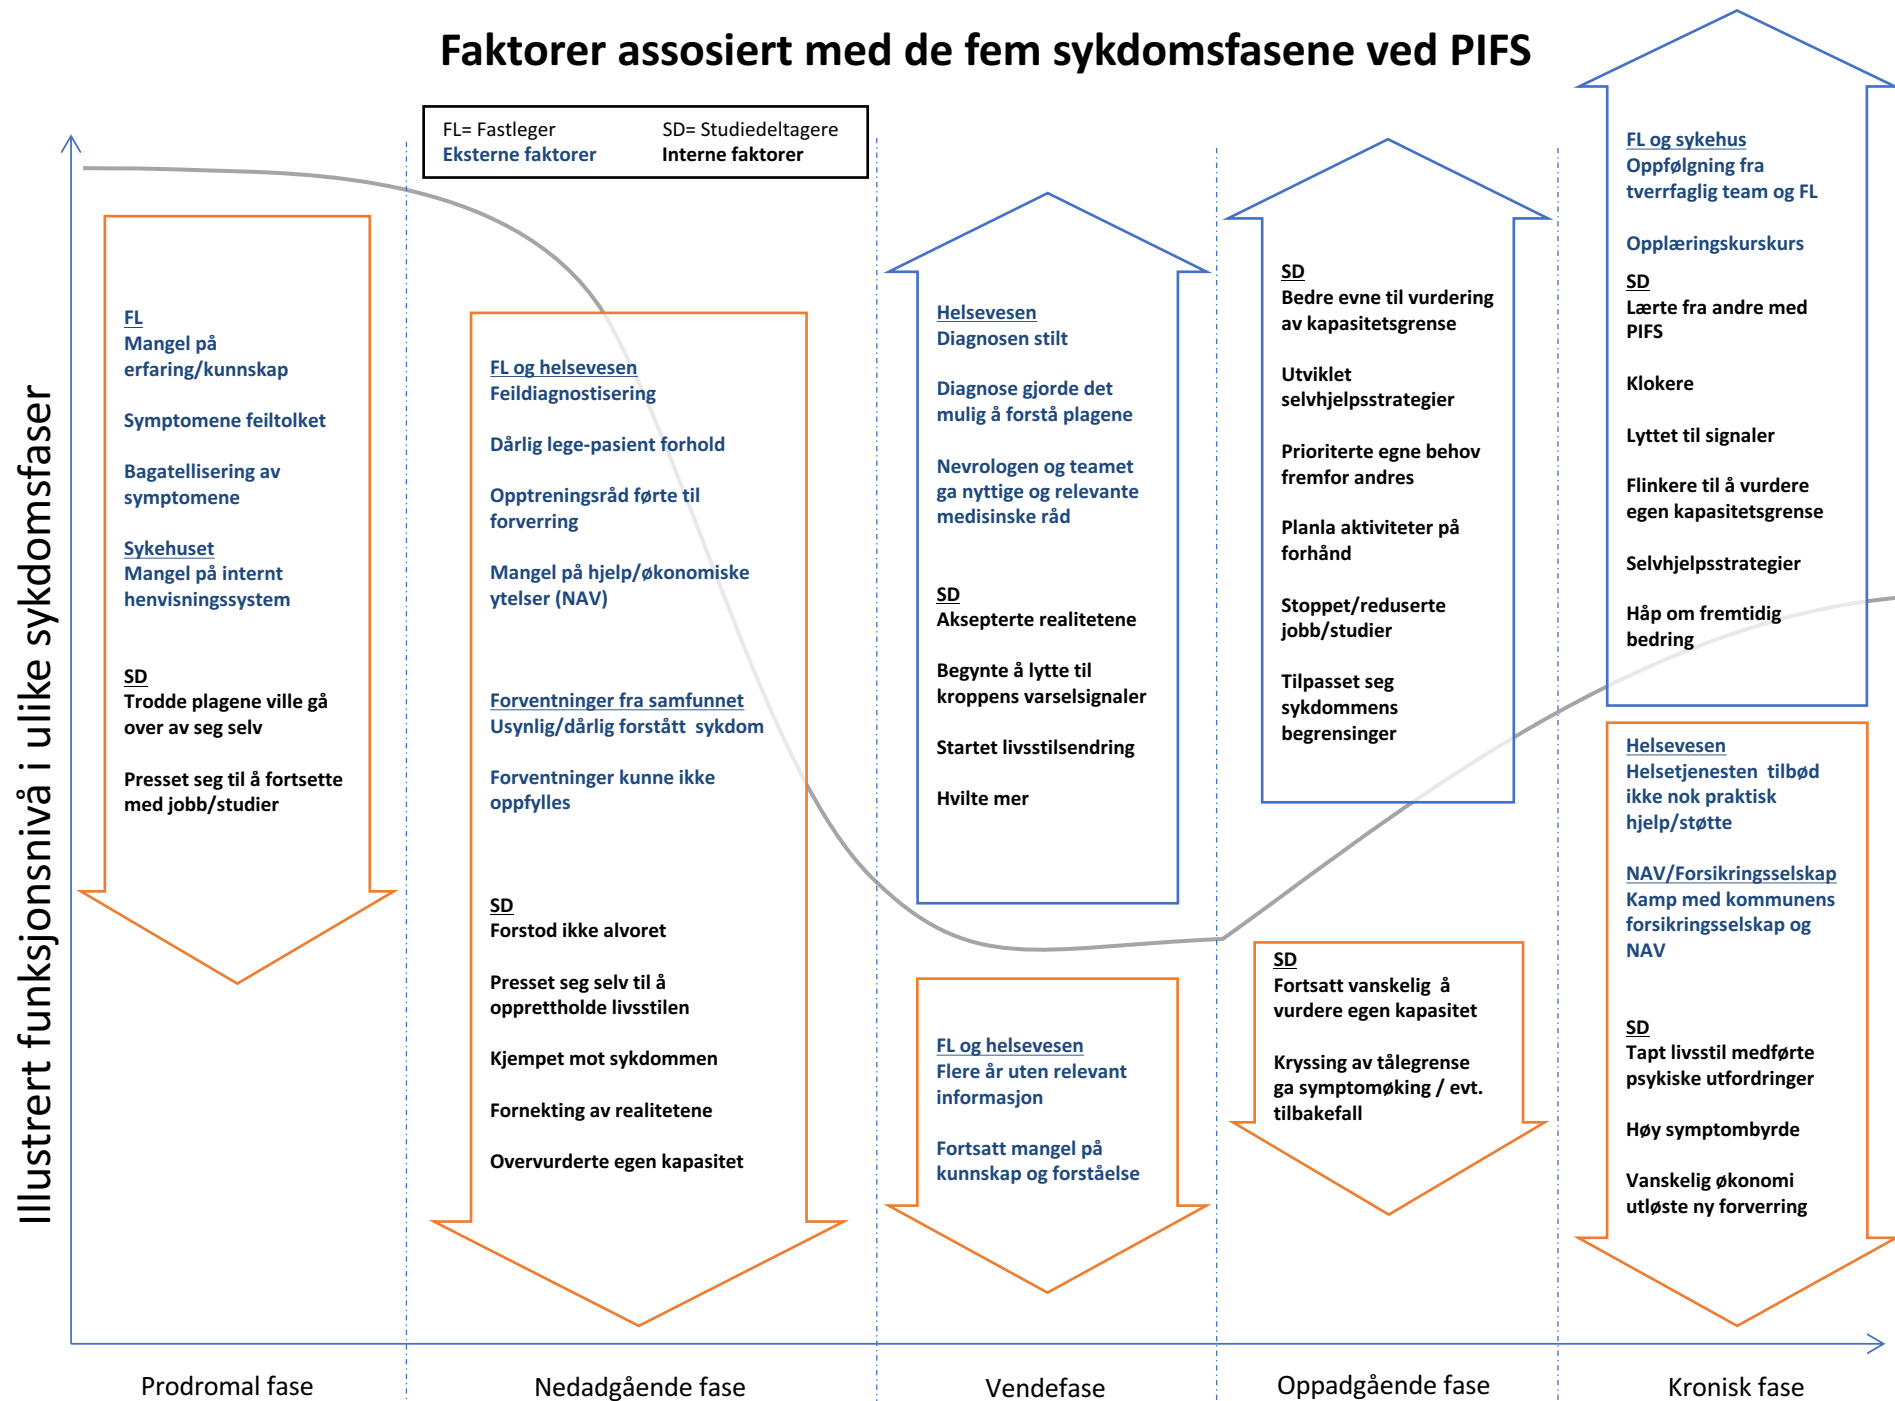 Faktorer assosiert med de fem sykdomsfasene ved PIFS
FL= Fastleger
SD= Studiedeltagere
Eksterne faktorer
Interne faktorer
Illustrert funksjonsnivå i ulike sykdomsfaser
FL
Mangel på
erfaring/kunnskap
Symptomene feiltolket
Bagatellisering av
symptomene
Sykehuset
Mangel på internt
henvisningssystem
SD
Trodde plagene ville gå
over av seg selv
Presset seg til å fortsette
med jobb/studier
FL og helsevesen
Feildiagnostisering
Dårlig lege-pasient forhold
Opptreningsråd førte til
forverring
Mangel på hjelp/økonomiske
ytelser (NAV)
Forventninger fra samfunnet
Usynlig/dårlig forstått  sykdom
Forventninger kunne ikke
oppfylles
SD
Forstod ikke alvoret
Presset seg selv til å
opprettholde livsstilen
Kjempet mot sykdommen
Fornekting av realitetene
Overvurderte egen kapasitet
Helsevesen
Diagnosen stilt
Diagnose gjorde det
mulig å forstå plagene
Nevrologen og teamet
ga nyttige og relevante
medisinske råd
SD
Aksepterte realitetene
Begynte å lytte til
kroppens varselsignaler
Startet livsstilsendring
Hvilte mer
FL og helsevesen
Flere år uten relevant
informasjon
Fortsatt mangel på
kunnskap og forståelse
SD
Bedre evne til vurdering
av kapasitetsgrense
Utviklet
selvhjelpsstrategier
Prioriterte egne behov
fremfor andres
Planla aktiviteter på
forhånd
Stoppet/reduserte
jobb/studier
Tilpasset seg
sykdommens
begrensinger
SD
Fortsatt vanskelig  å
vurdere egen kapasitet
Kryssing av tålegrense
ga symptomøking / evt.
tilbakefall
FL og sykehus
Oppfølgning fra
tverrfaglig team og FL
Opplæringskurskurs
SD
Lærte fra andre med
PIFS
Klokere
Lyttet til signaler
Flinkere til å vurdere
egen kapasitetsgrense
Selvhjelpsstrategier
Håp om fremtidig
bedring
Helsevesen
Helsetjenesten  tilbød
ikke nok praktisk
hjelp/støtte
NAV/Forsikringsselskap
Kamp med kommunens
forsikringsselskap og
NAV
SD
Tapt livsstil medførte
psykiske utfordringer
Høy symptombyrde
Vanskelig økonomi
utløste ny forverring
Prodromal fase
Nedadgående fase
Vendefase
Oppadgående fase
Kronisk fase